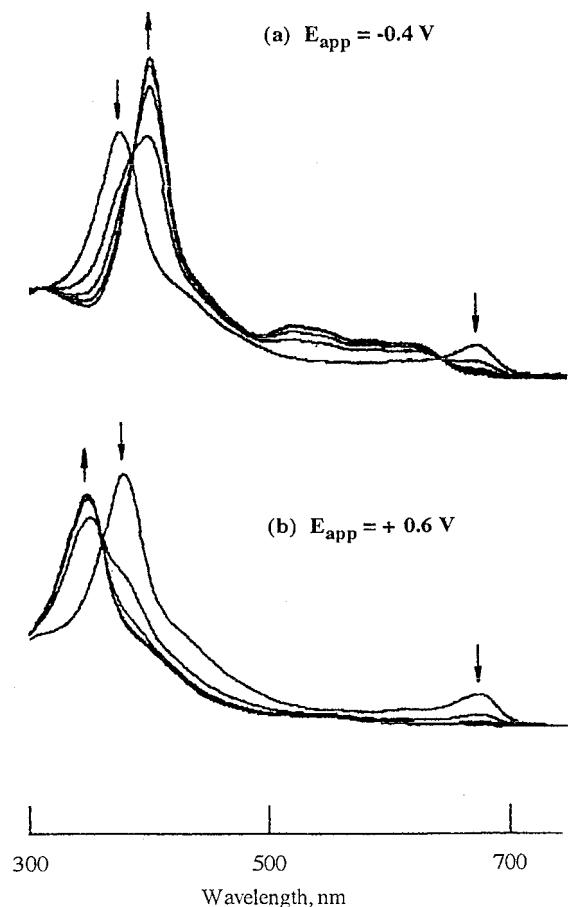 (a) E_app = -0.4 V
(b) E_app = + 0.6 V
300 500 700
Wavelength, nm